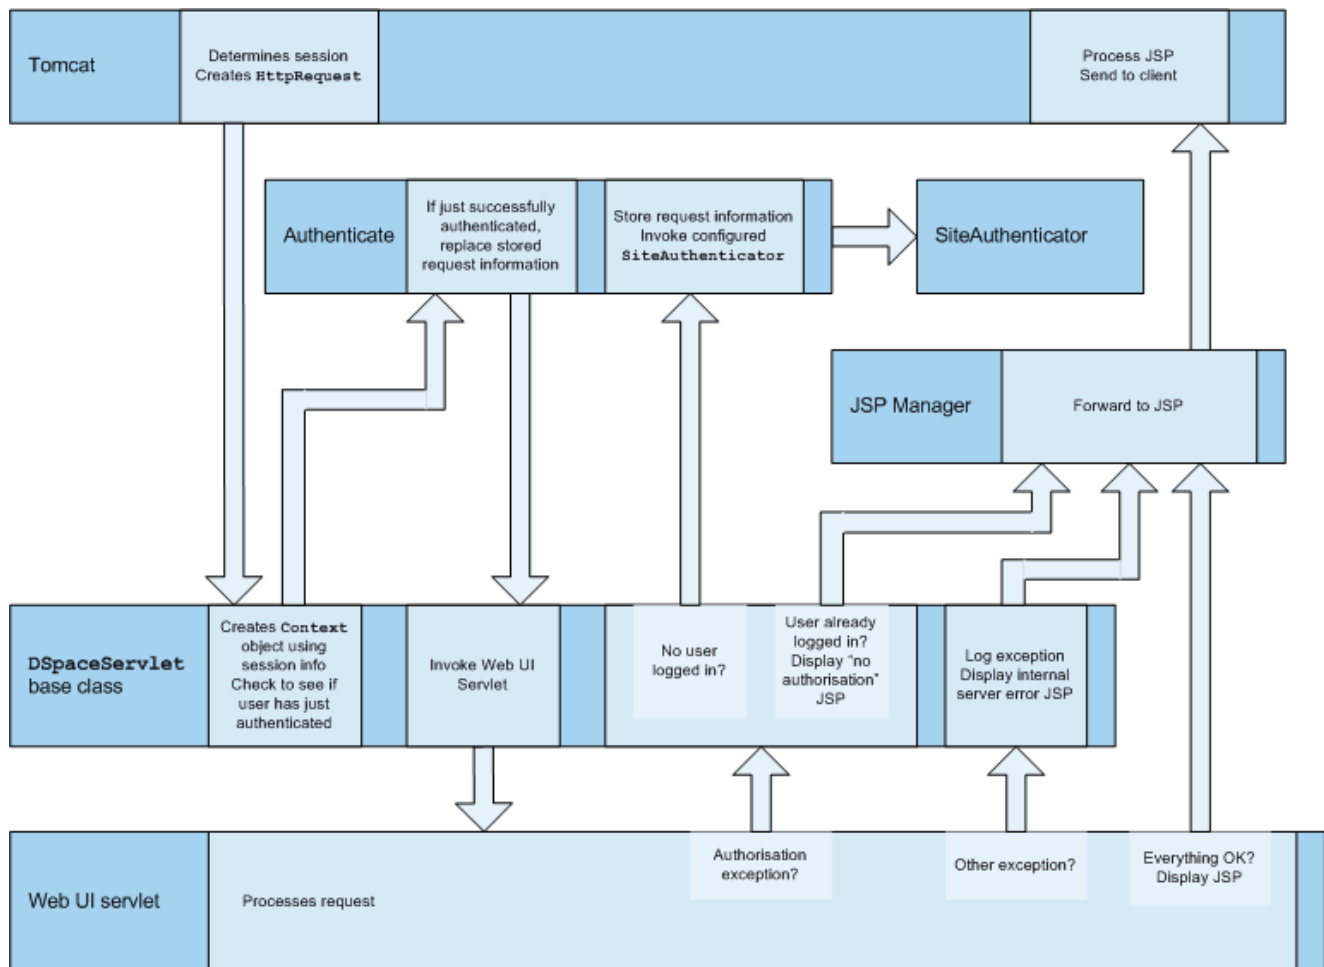 Tomcat
Determines session
Creates HttpRequest
Process JSP
Send to client
Authenticate
If just successfully
authenticated,
replace stored
request information
Store request information
Invoke configured
SiteAuthenticator
SiteAuthenticator
JSP Manager
Forward to JSP
DSpaceServlet
base class
Creates Context
object using
session info
Check to see if
user has just
authenticated
Invoke Web UI
Servlet
No user
logged in?
User already
logged in?
Display "no
authorisation"
JSP
Log exception
Display internal
server error JSP
Web UI servlet
Processes request
Authorisation
exception?
Other exception?
Everything OK?
Display JSP